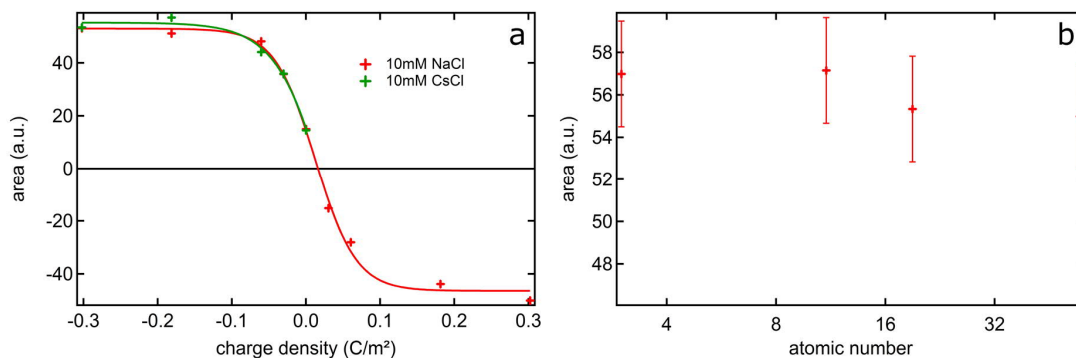 a
10mM NaCl
10mM CsCl
area (a.u.)
40
20
0
-20
-40
-0.3
-0.2
-0.1
0.0
0.1
0.2
0.3
charge density (C/m²)
b
area (a.u.)
58
56
54
52
50
48
4
8
16
32
atomic number